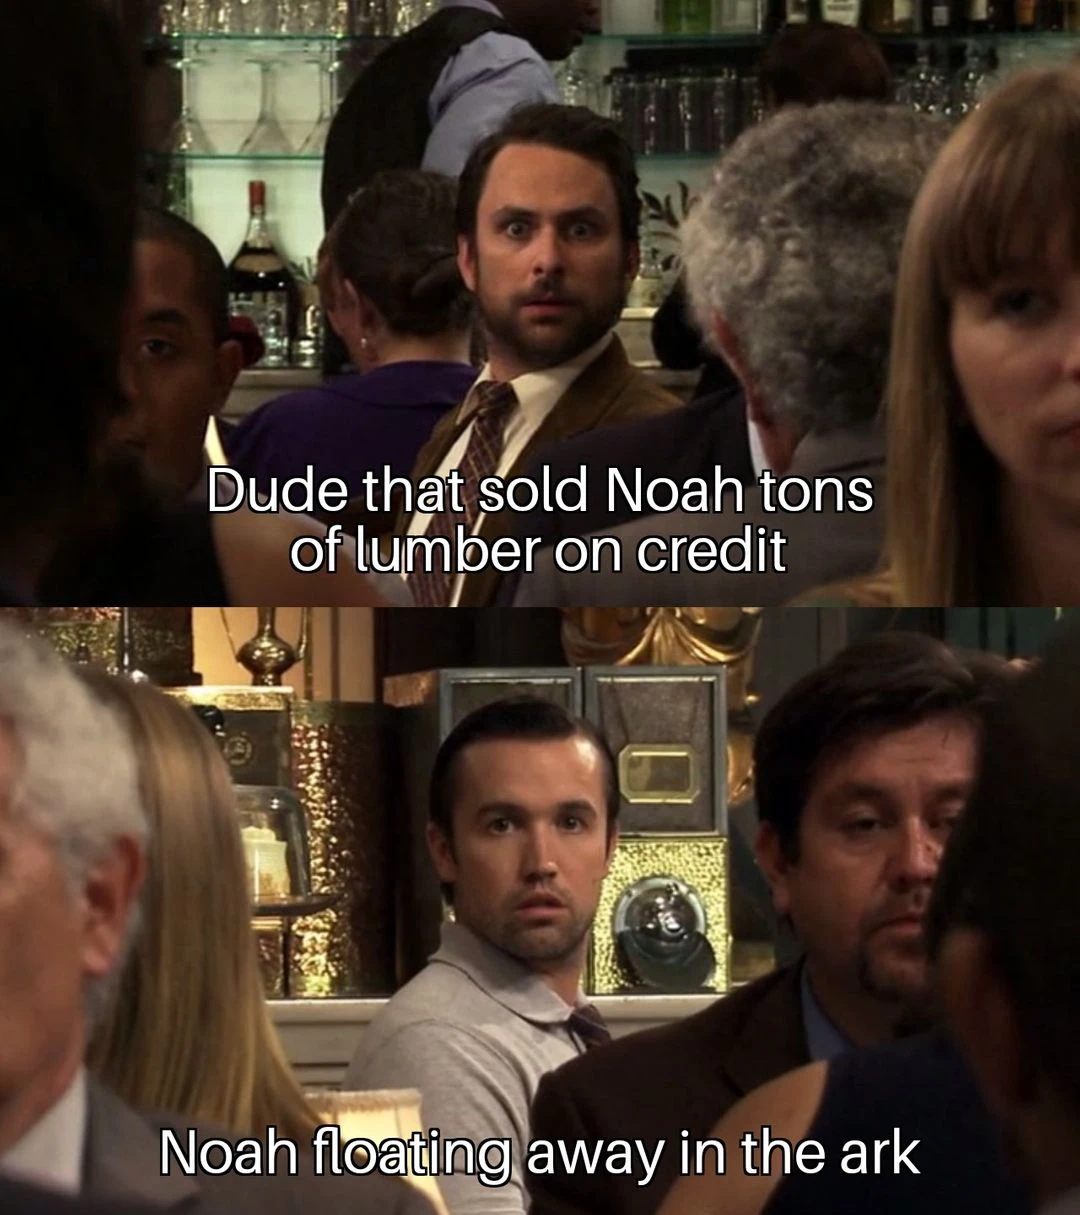 Dude that sold Noah tons
of lumber on credit
Noah floating away in the ark